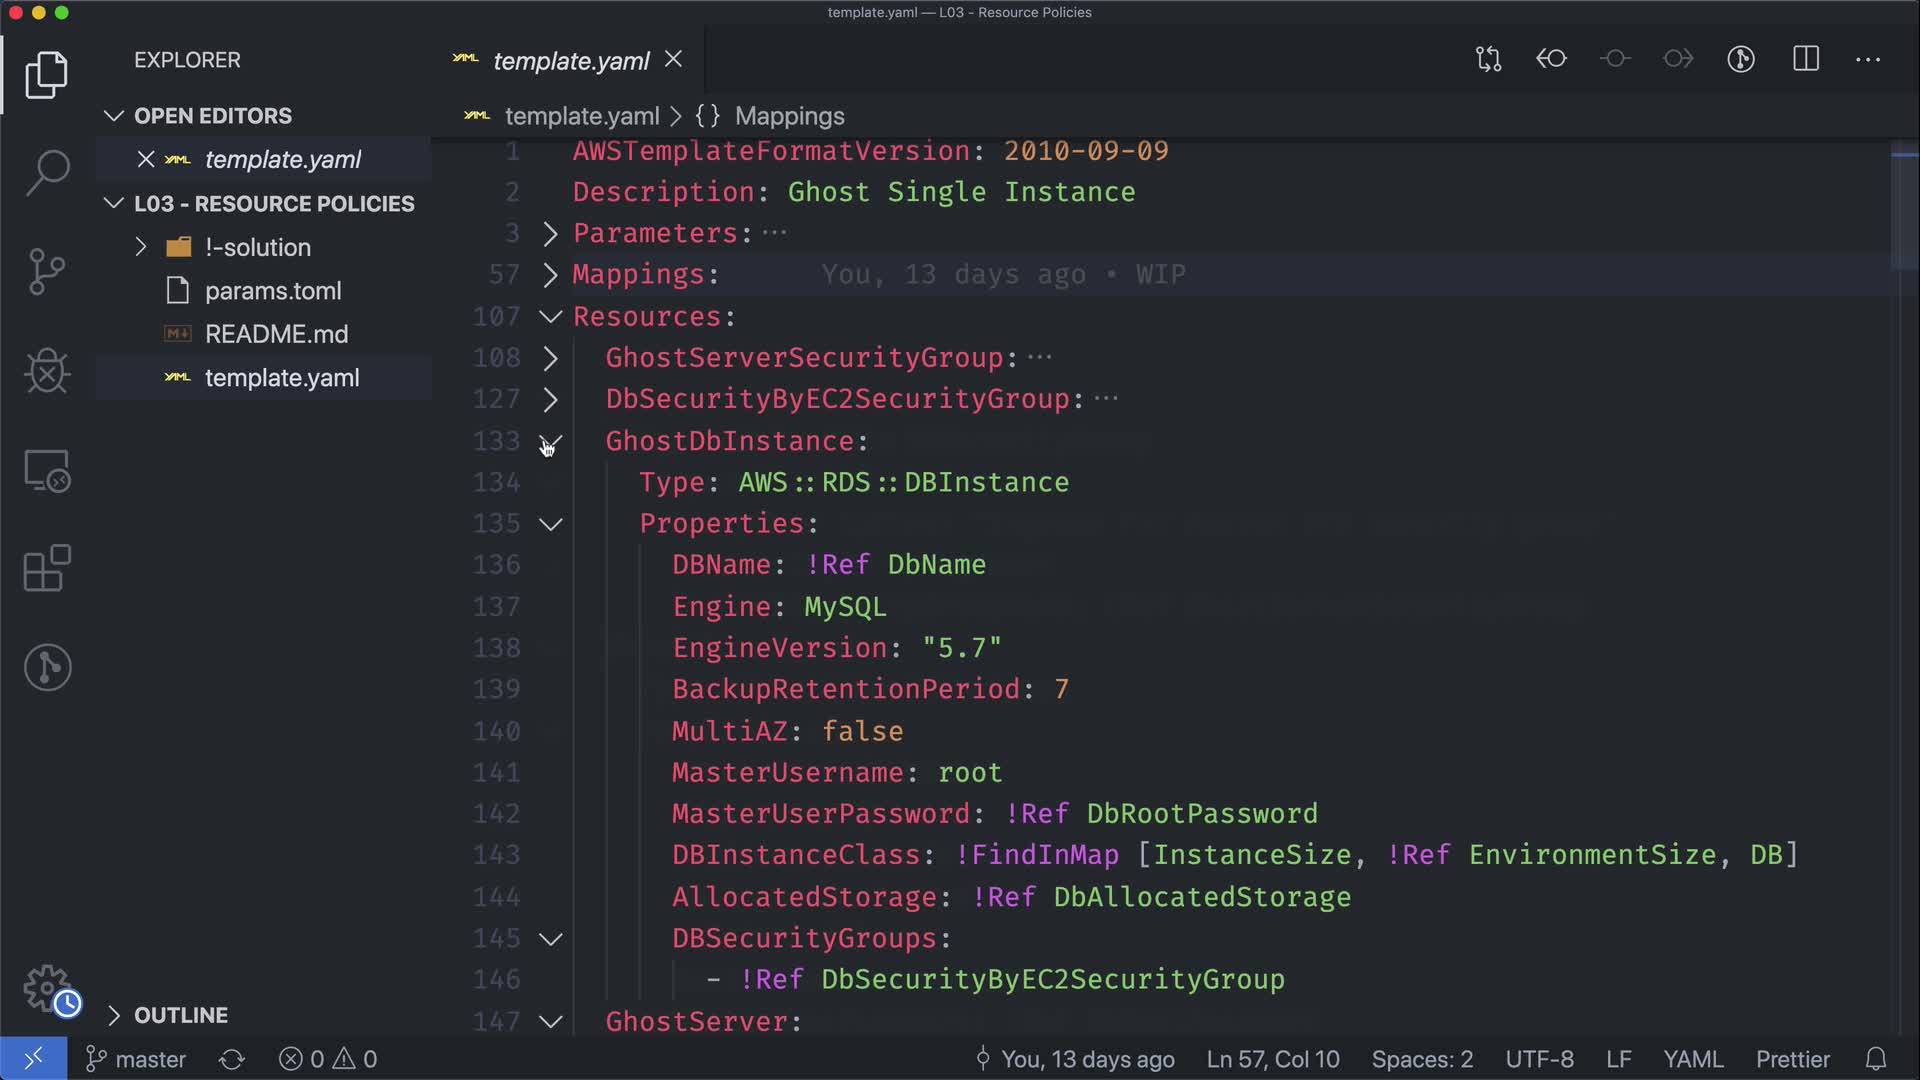 template.yaml — L03 - Resource Policies
EXPLORER
OPEN EDITORS
YAML template.yaml
L03 - RESOURCE POLICIES
!-solution
params.toml
M↓ README.md
YAML template.yaml
OUTLINE
YAML template.yaml
YAML template.yaml > {} Mappings
1 AWSTemplateFormatVersion: 2010-09-09
2 Description: Ghost Single Instance
3 Parameters: ···
57 Mappings: You, 13 days ago • WIP
107 Resources:
108 GhostServerSecurityGroup: ···
127 DbSecurityByEC2SecurityGroup: ···
133 GhostDbInstance:
134 Type: AWS::RDS::DBInstance
135 Properties:
136 DBName: !Ref DbName
137 Engine: MySQL
138 EngineVersion: "5.7"
139 BackupRetentionPeriod: 7
140 MultiAZ: false
141 MasterUsername: root
142 MasterUserPassword: !Ref DbRootPassword
143 DBInstanceClass: !FindInMap [InstanceSize, !Ref EnvironmentSize, DB]
144 AllocatedStorage: !Ref DbAllocatedStorage
145 DBSecurityGroups:
146 - !Ref DbSecurityByEC2SecurityGroup
147 GhostServer:
master 0 0 You, 13 days ago Ln 57, Col 10 Spaces: 2 UTF-8 LF YAML Prettier